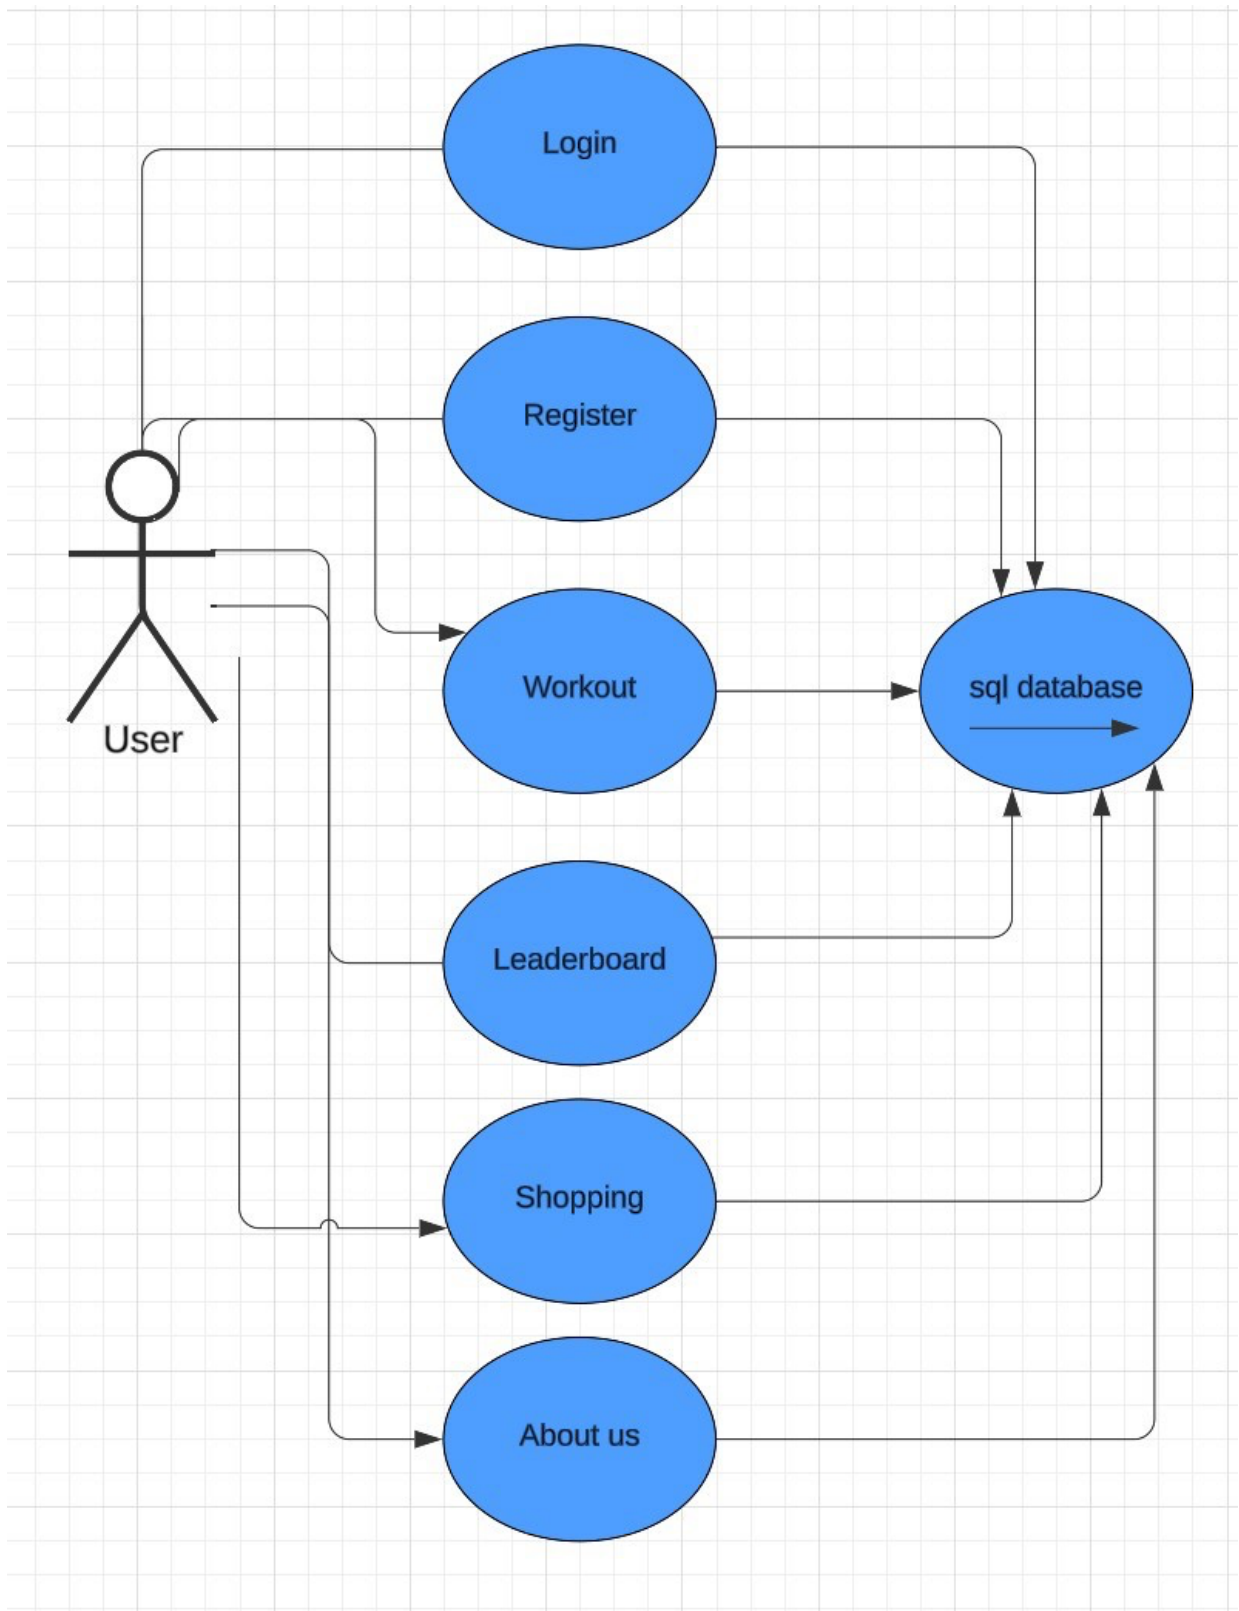 Login
Register
Workout
sql database
User
Leaderboard
Shopping
About us